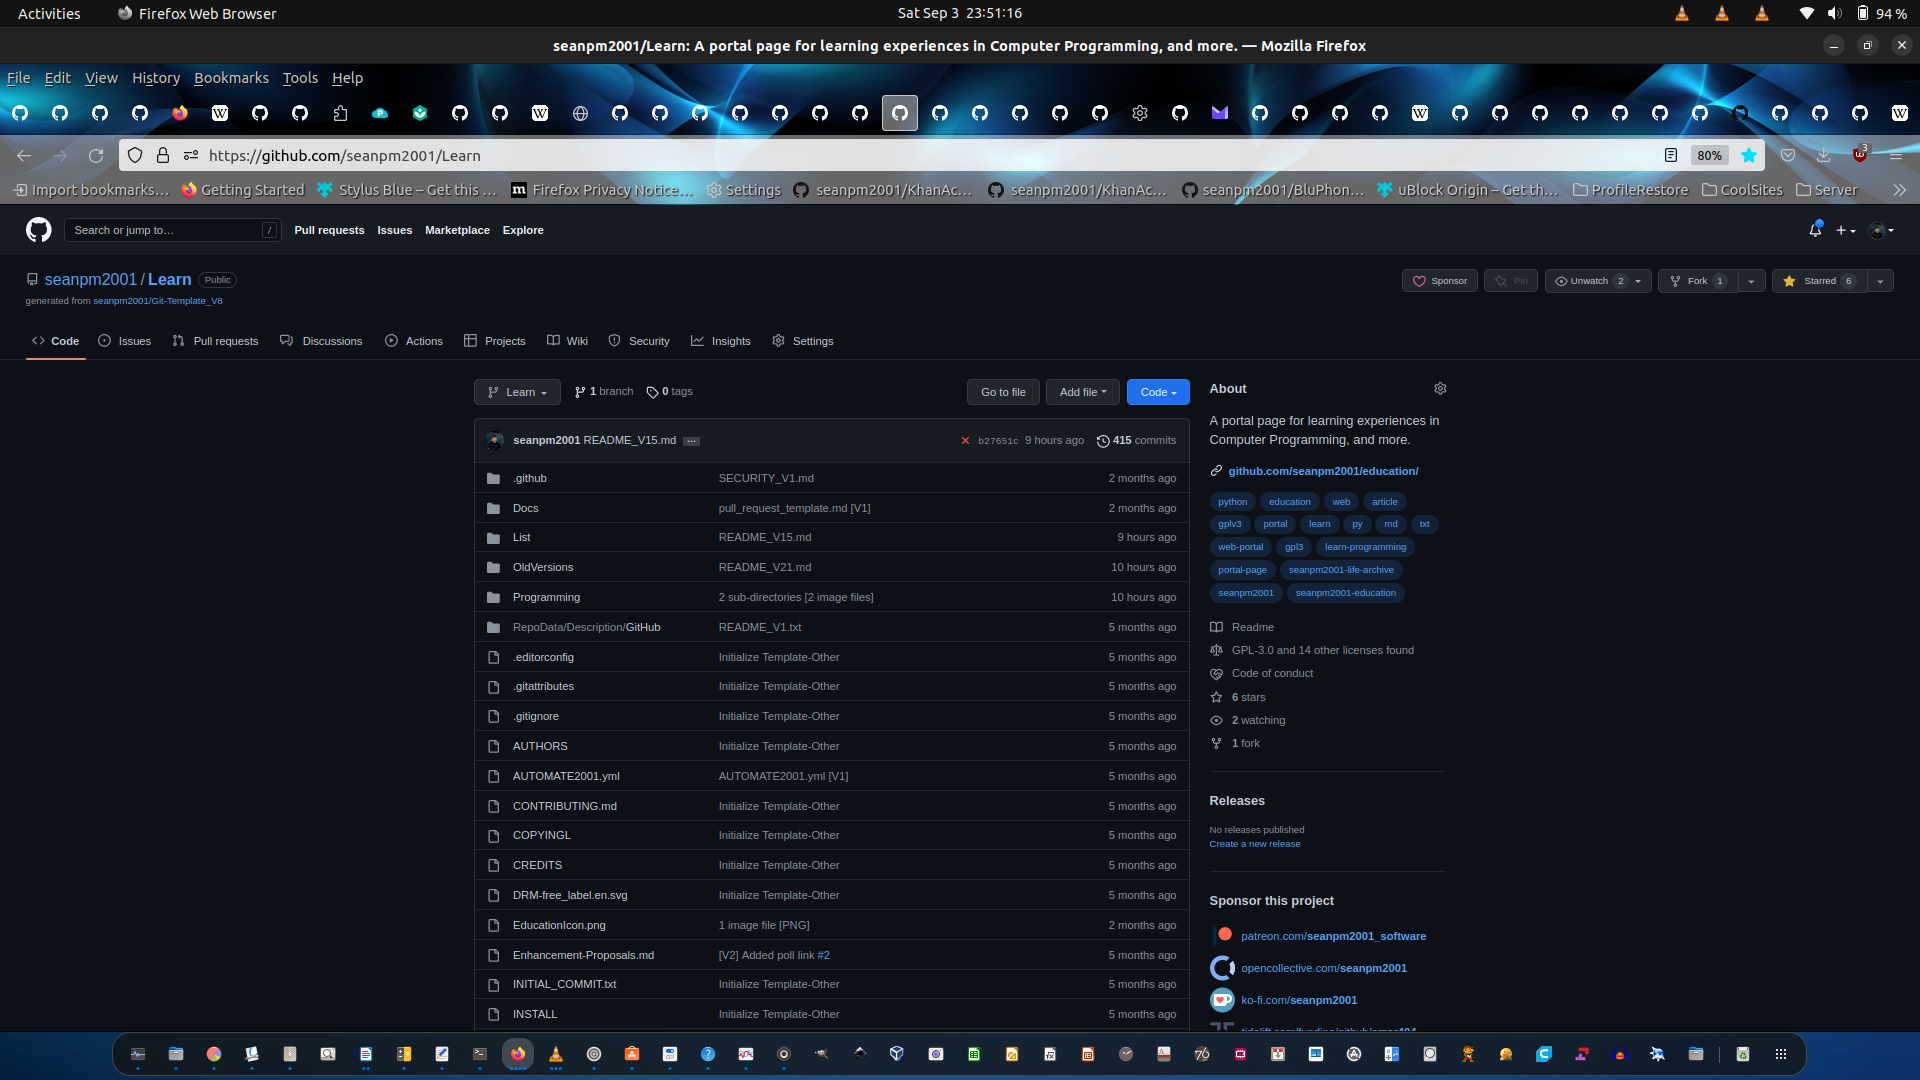 Activities Firefox Web Browser Sat Sep 3 23:51:16 94 %
seanpm2001/Learn: A portal page for learning experiences in Computer Programming, and more. — Mozilla Firefox
File Edit View History Bookmarks Tools Help
https://github.com/seanpm2001/Learn 80% 3
Import bookmarks… Getting Started Stylus Blue – Get this … Firefox Privacy Notice… Settings seanpm2001/KhanAc… seanpm2001/KhanAc… seanpm2001/BluPhon… uBlock Origin – Get th… ProfileRestore CoolSites Server
Search or jump to… / Pull requests Issues Marketplace Explore
seanpm2001 / Learn Public Sponsor Pin Unwatch 2 Fork 1 Starred 6
generated from seanpm2001/Git-Template_V8
Code Issues Pull requests Discussions Actions Projects Wiki Security Insights Settings
Learn 1 branch 0 tags Go to file Add file Code
seanpm2001 README_V15.md … b27651c 9 hours ago 415 commits
.github SECURITY_V1.md 2 months ago
Docs pull_request_template.md [V1] 2 months ago
List README_V15.md 9 hours ago
OldVersions README_V21.md 10 hours ago
Programming 2 sub-directories [2 image files] 10 hours ago
RepoData/Description/GitHub README_V1.txt 5 months ago
.editorconfig Initialize Template-Other 5 months ago
.gitattributes Initialize Template-Other 5 months ago
.gitignore Initialize Template-Other 5 months ago
AUTHORS Initialize Template-Other 5 months ago
AUTOMATE2001.yml AUTOMATE2001.yml [V1] 5 months ago
CONTRIBUTING.md Initialize Template-Other 5 months ago
COPYINGL Initialize Template-Other 5 months ago
CREDITS Initialize Template-Other 5 months ago
DRM-free_label.en.svg Initialize Template-Other 5 months ago
EducationIcon.png 1 image file [PNG] 2 months ago
Enhancement-Proposals.md [V2] Added poll link #2 5 months ago
INITIAL_COMMIT.txt Initialize Template-Other 5 months ago
INSTALL Initialize Template-Other 5 months ago
About
A portal page for learning experiences in
Computer Programming, and more.
github.com/seanpm2001/education/
python education web article
gplv3 portal learn py md txt
web-portal gpl3 learn-programming
portal-page seanpm2001-life-archive
seanpm2001 seanpm2001-education
Readme
GPL-3.0 and 14 other licenses found
Code of conduct
6 stars
2 watching
1 fork
Releases
No releases published
Create a new release
Sponsor this project
patreon.com/seanpm2001_software
opencollective.com/seanpm2001
ko-fi.com/seanpm2001
tidelift.com/funding/github/error404